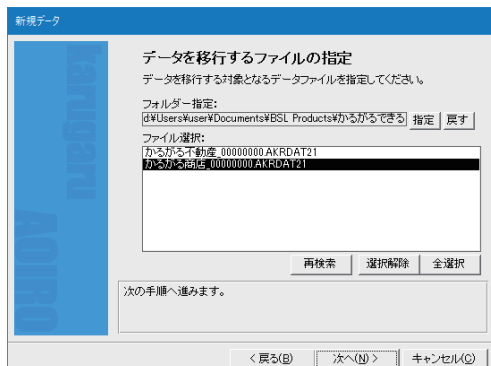 新規データ
karugaru
AOIRO
データを移行するファイルの指定
データを移行する対象となるデータファイルを指定してください。
フォルダー指定:
d¥Users¥user¥Documents¥BSL Products¥かるがるできる 指定 戻す
ファイル選択:
かるがる不動産_00000000.AKRDAT21
かるがる商店_00000000.AKRDAT21
再検索 選択解除 全選択
次の手順へ進みます。
< 戻る(B) 次へ(N) > キャンセル(C)